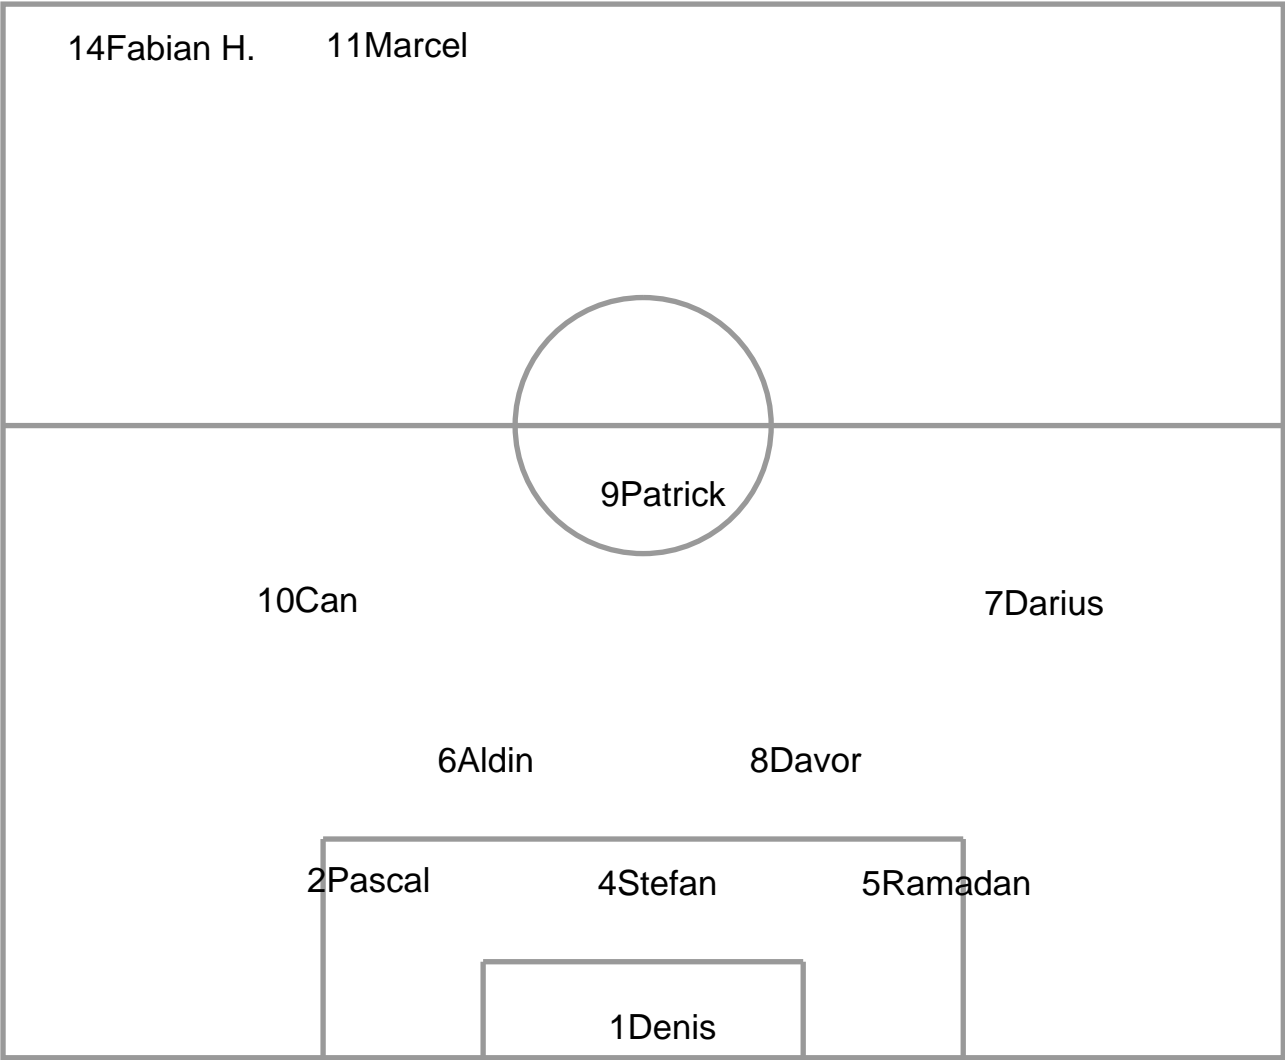 14Fabian H.
11Marcel
9Patrick
10Can
7Darius
6Aldin
8Davor
2Pascal
4Stefan
5Ramadan
1Denis